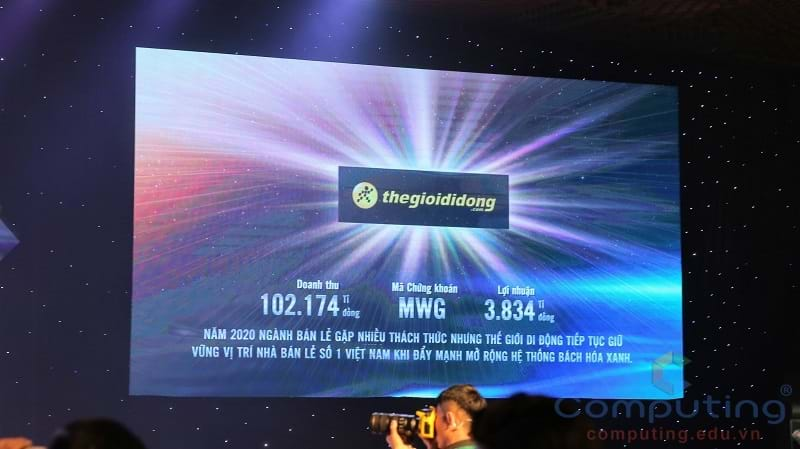 thegioididong
.com
Doanh thu
102.174 Tỉ đồng
Mã Chứng khoán
MWG
Lợi nhuận
3.834 Tỉ đồng
NĂM 2020 NGÀNH BÁN LẺ GẶP NHIỀU THÁCH THỨC NHƯNG THẾ GIỚI DI ĐỘNG TIẾP TỤC GIỮ
VỮNG VỊ TRÍ NHÀ BÁN LẺ SỐ 1 VIỆT NAM KHI ĐẨY MẠNH MỞ RỘNG HỆ THỐNG BÁCH HÓA XANH.
Computing®
computing.edu.vn